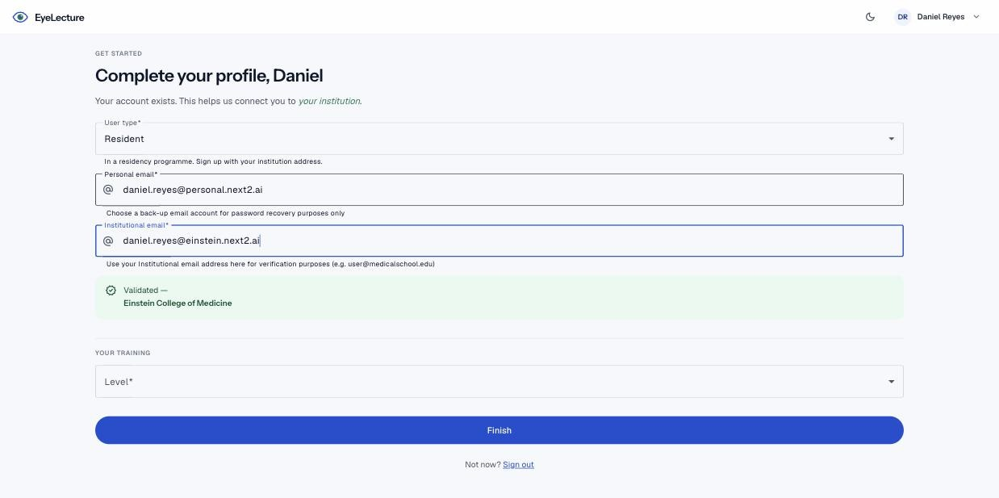 EyeLecture
DR Daniel Reyes
GET STARTED
Complete your profile, Daniel
Your account exists. This helps us connect you to your institution.
User type*
Resident
In a residency programme. Sign up with your institution address.
Personal email*
daniel.reyes@personal.next2.ai
Choose a back-up email account for password recovery purposes only
Institutional email*
daniel.reyes@einstein.next2.ai
Use your Institutional email address here for verification purposes (e.g. user@medicalschool.edu)
Validated —
Einstein College of Medicine
YOUR TRAINING
Level*
Finish
Not now? Sign out